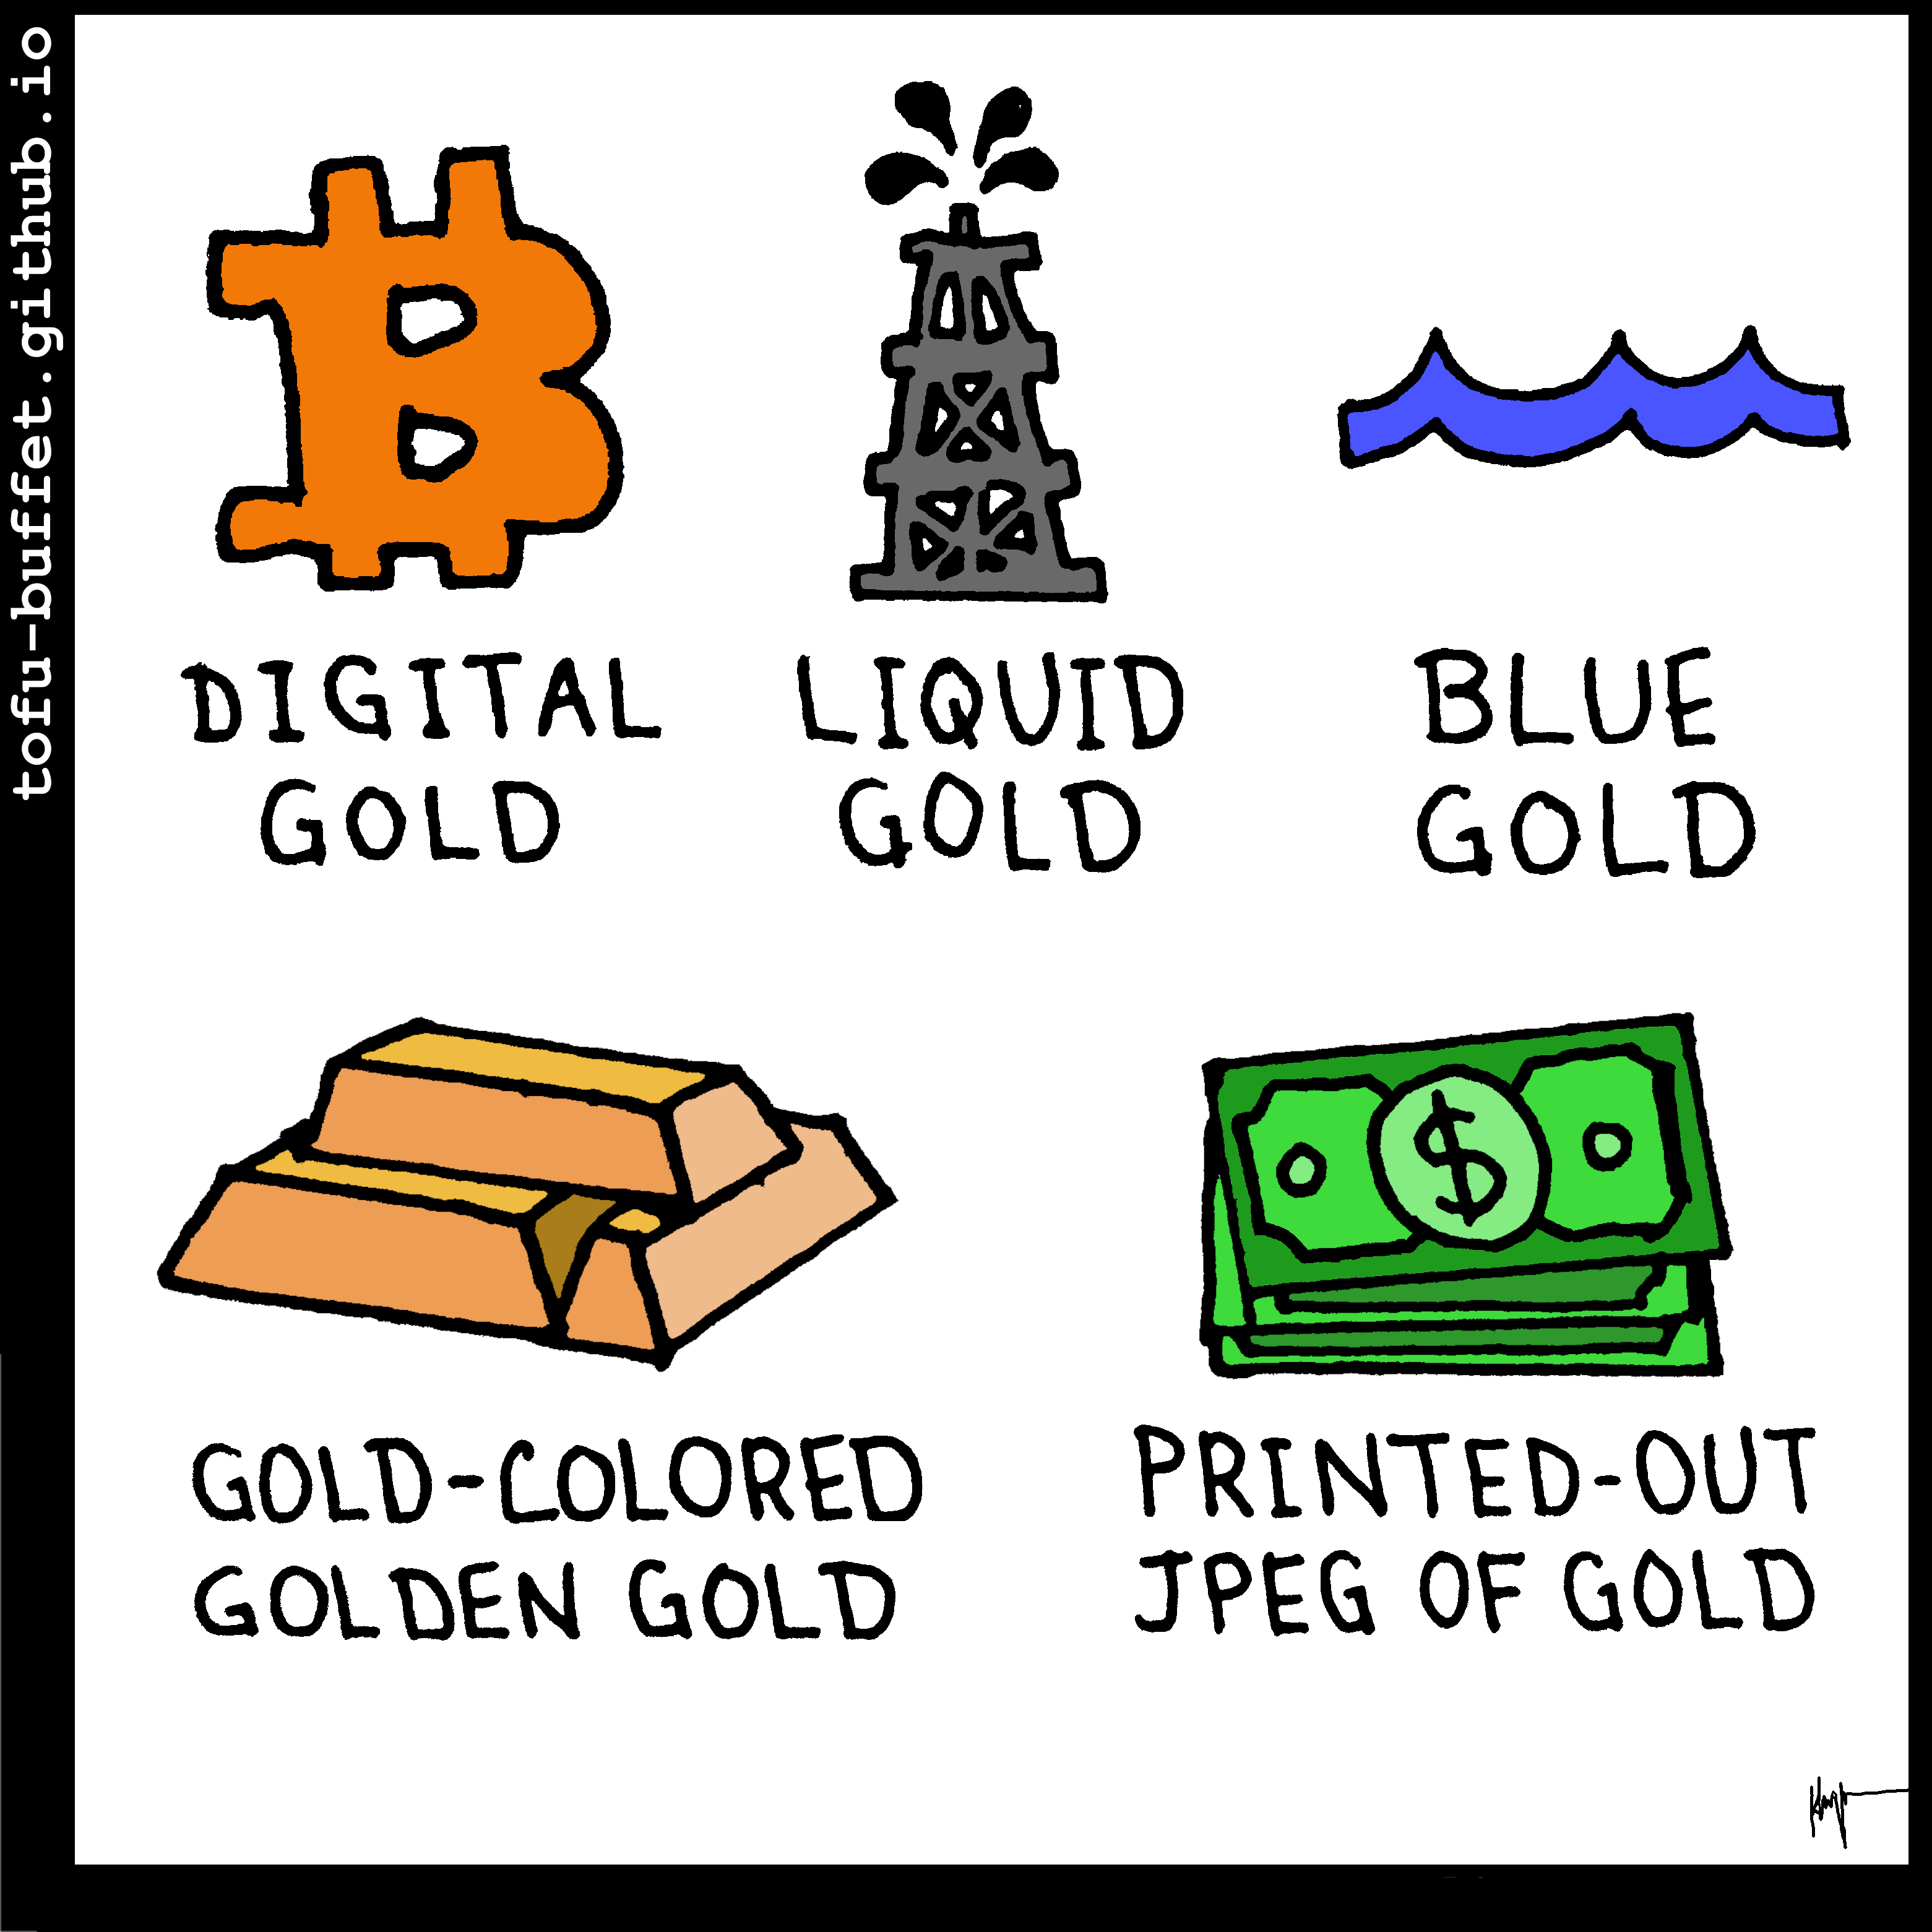 tofu-buffet.github.io
DIGITAL
GOLD
LIQUID
GOLD
BLUE
GOLD
GOLD-COLORED
GOLDEN GOLD
PRINTED-OUT
JPEG OF GOLD
$